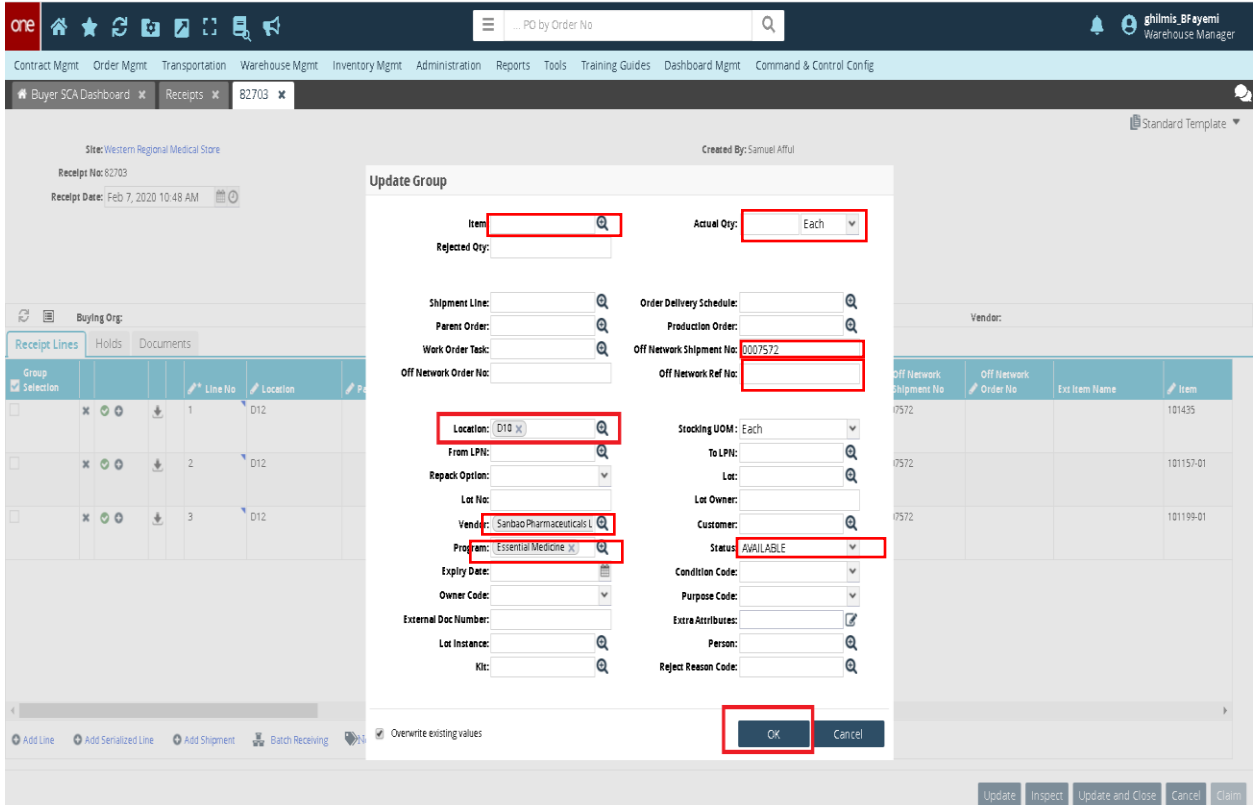 one
... PO by Order No
ghilmis_BFayemi
Warehouse Manager
Contract Mgmt Order Mgmt Transportation Warehouse Mgmt Inventory Mgmt Administration Reports Tools Training Guides Dashboard Mgmt Command & Control Config
Buyer SCA Dashboard x Receipts x 82703 x
Standard Template
Site: Western Regional Medical Store
Created By: Samuel Afful
Receipt No: 82703
Receipt Date: Feb 7, 2020 10:48 AM
Update Group
Item
Actual Qty: Each
Rejected Qty:
Shipment Line:
Order Delivery Schedule:
Parent Order:
Production Order:
Work Order Task:
Off Network Shipment No: 0007572
Off Network Order No:
Off Network Ref No:
Location: D10 x
Stocking UOM: Each
From LPN:
To LPN:
Repack Option:
Lot:
Lot No:
Lot Owner:
Vendor: Sanbao Pharmaceuticals L
Customer:
Program: Essential Medicine x
Status AVAILABLE
Expiry Date:
Condition Code:
Owner Code:
Purpose Code:
External Doc Number:
Extra Attributes:
Lot Instance:
Person:
Kit:
Reject Reason Code:
Overwrite existing values
OK Cancel
Buying Org:
Vendor:
Receipt Lines Holds Documents
Group Selection * Line No Location Off Network Shipment No Off Network Order No Ext Item Name Item
1 D12 7572 101435
2 D12 7572 101157-01
3 D12 7572 101199-01
Add Line Add Serialized Line Add Shipment Batch Receiving
Update Inspect Update and Close Cancel Claim